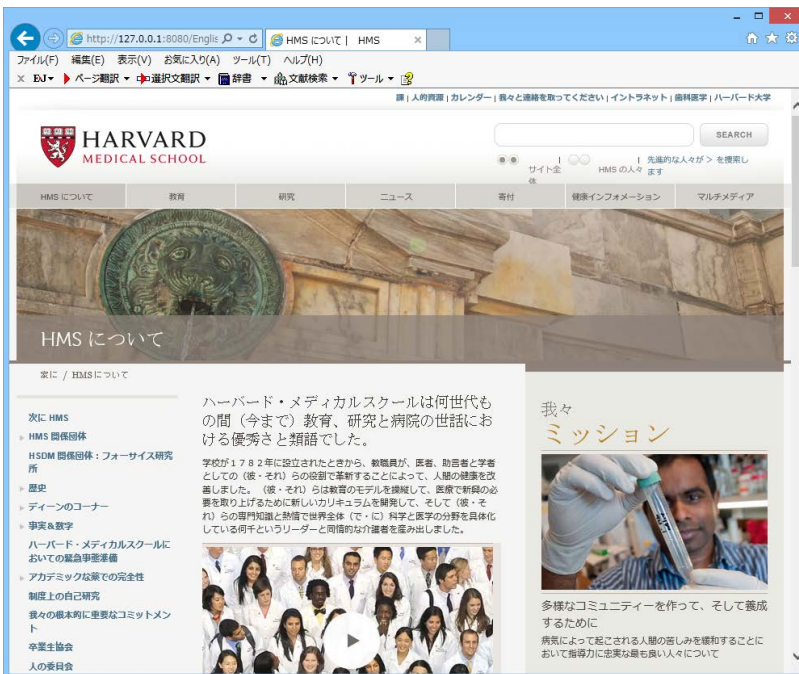 http://127.0.0.1:8080/Englis
HMS について | HMS
ファイル(F) 編集(E) 表示(V) お気に入り(A) ツール(T) ヘルプ(H)
ページ翻訳 選択文翻訳 辞書 文献検索 ツール
課 | 人的資源 | カレンダー | 我々と連絡を取ってください | イントラネット | 歯科医学 | ハーバード大学
HARVARD
MEDICAL SCHOOL
SEARCH
サイト全体
HMS の人々
先進的な人々が > を捜索します
HMS について 教育 研究 ニュース 寄付 健康インフォメーション マルチメディア
HMS について
家に / HMSについて
次に HMS
HMS 関係団体
HSDM 関係団体：フォーサイス研究
所
歴史
ディーンのコーナー
事実&数字
ハーバード・メディカルスクールに
おいての緊急事態準備
アカデミックな薬での完全性
制度上の自己研究
我々の根本的に重要なコミットメン
ト
卒業生協会
人の委員会
ハーバード・メディカルスクールは何世代も
の間（今まで）教育、研究と病院の世話にお
ける優秀さと類語でした。
学校が１７８２年に設立されたときから、教職員が、医者、助言者と学者
としての（彼・それ）らの役割で革新することによって、人間の健康を改
善しました。（彼・それ）らは教育のモデルを操縦して、医療で新興の必
要を取り上げるために新しいカリキュラムを開発して、そして（彼・そ
れ）らの専門知識と熱情で世界全体（で・に）科学と医学の分野を具体化
している何千というリーダーと同情的な介護者を産み出しました。
我々
ミッション
多様なコミュニティーを作って、そして養成
するために
病気によって起こされる人間の苦しみを緩和することに
おいて指導力に忠実な最も良い人々について